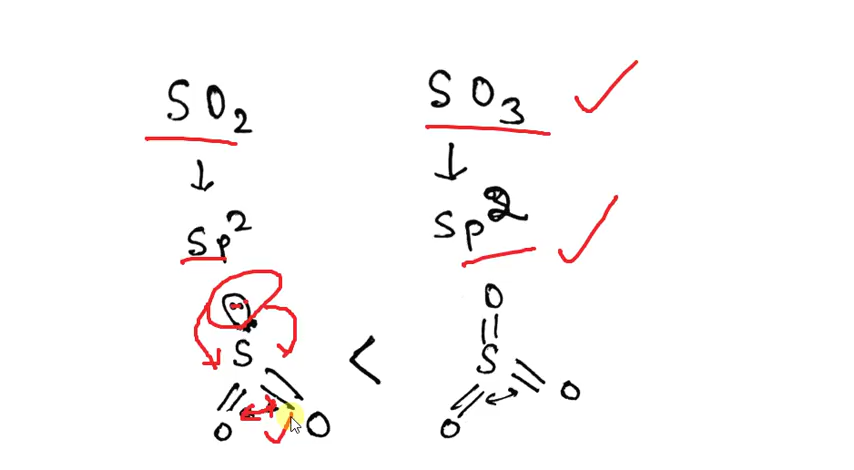 SO₂ SO₃
↓ ↓
Sp² Sp²
O
S < S
O O O O